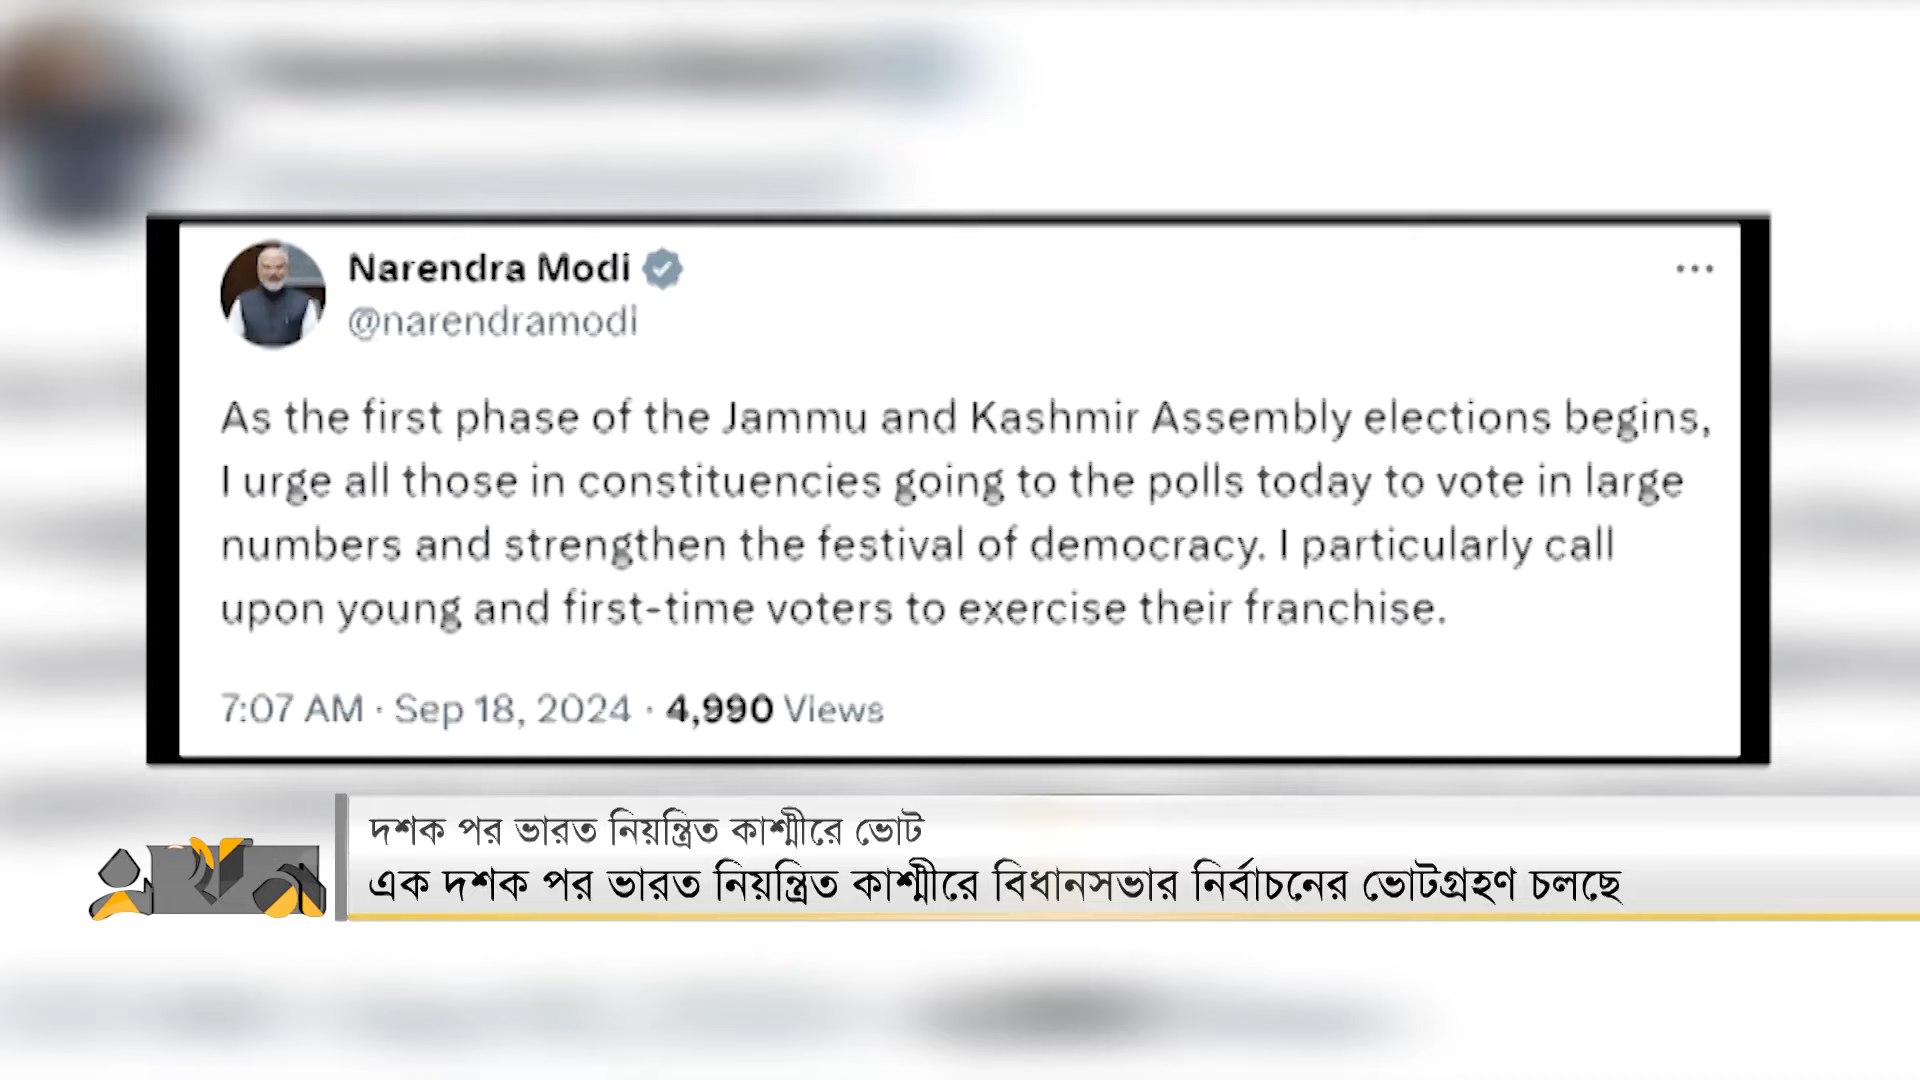 Narendra Modi
@narendramodi
As the first phase of the Jammu and Kashmir Assembly elections begins,
I urge all those in constituencies going to the polls today to vote in large
numbers and strengthen the festival of democracy. I particularly call
upon young and first-time voters to exercise their franchise.
7:07 AM · Sep 18, 2024 · 4,990 Views
দশক পর ভারত নিয়ন্ত্রিত কাশ্মীরে ভোট
এক দশক পর ভারত নিয়ন্ত্রিত কাশ্মীরে বিধানসভার নির্বাচনের ভোটগ্রহণ চলছে